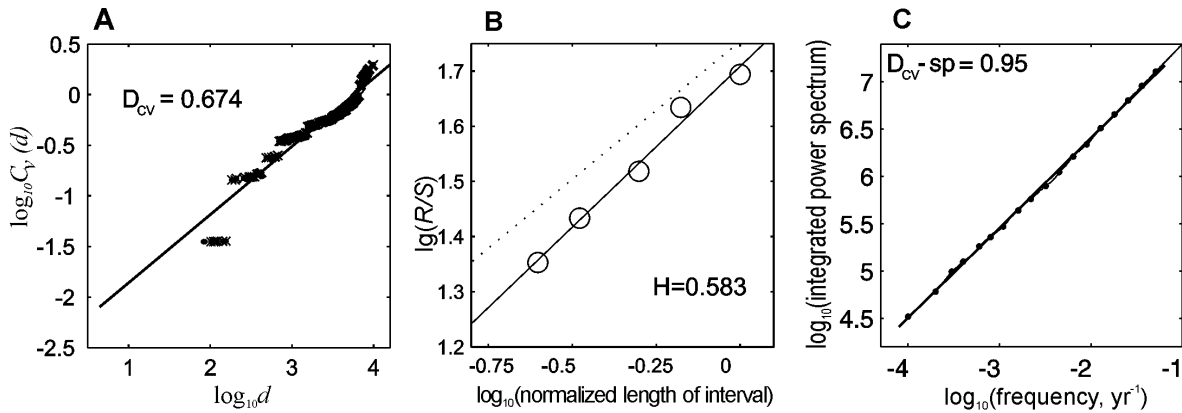 A
0.5
0
-0.5
-1
-1.5
-2
-2.5
1
2
3
4
log₁₀Cᵥ (d)
log₁₀d
D_CV = 0.674
B
1.7
1.6
1.5
1.4
1.3
1.2
-0.75
-0.5
-0.25
0
lg(R/S)
log₁₀(normalized length of interval)
H=0.583
C
7
6.5
6
5.5
5
4.5
-4
-3
-2
-1
log₁₀(integrated power spectrum)
log₁₀(frequency, yr⁻¹)
D_CV - sp = 0.95